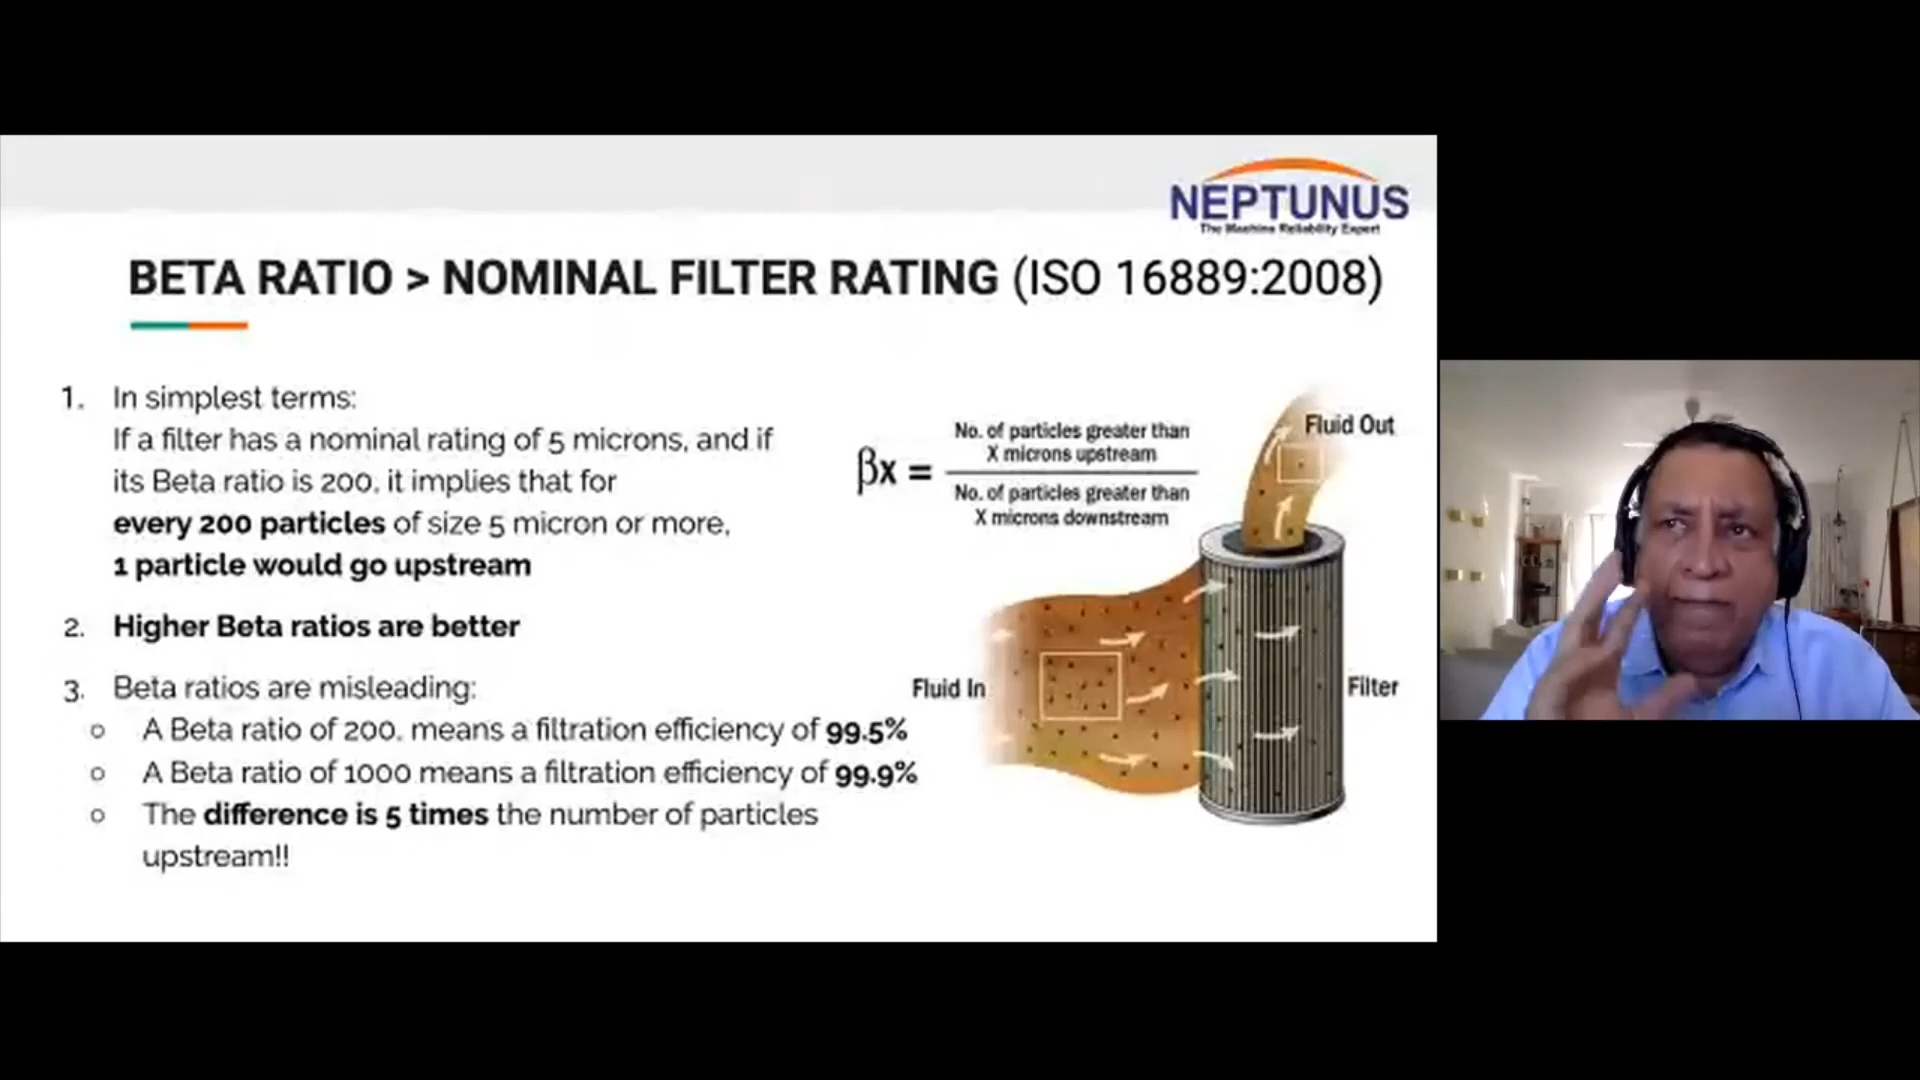 NEPTUNUS
The Machine Reliability Expert
BETA RATIO > NOMINAL FILTER RATING (ISO 16889:2008)
1. In simplest terms:
If a filter has a nominal rating of 5 microns, and if
its Beta ratio is 200, it implies that for
every 200 particles of size 5 micron or more,
1 particle would go upstream
2. Higher Beta ratios are better
3. Beta ratios are misleading:
○ A Beta ratio of 200, means a filtration efficiency of 99.5%
○ A Beta ratio of 1000 means a filtration efficiency of 99.9%
○ The difference is 5 times the number of particles
upstream!!
βx =
No. of particles greater than
X microns upstream
No. of particles greater than
X microns downstream
Fluid Out
Fluid In
Filter